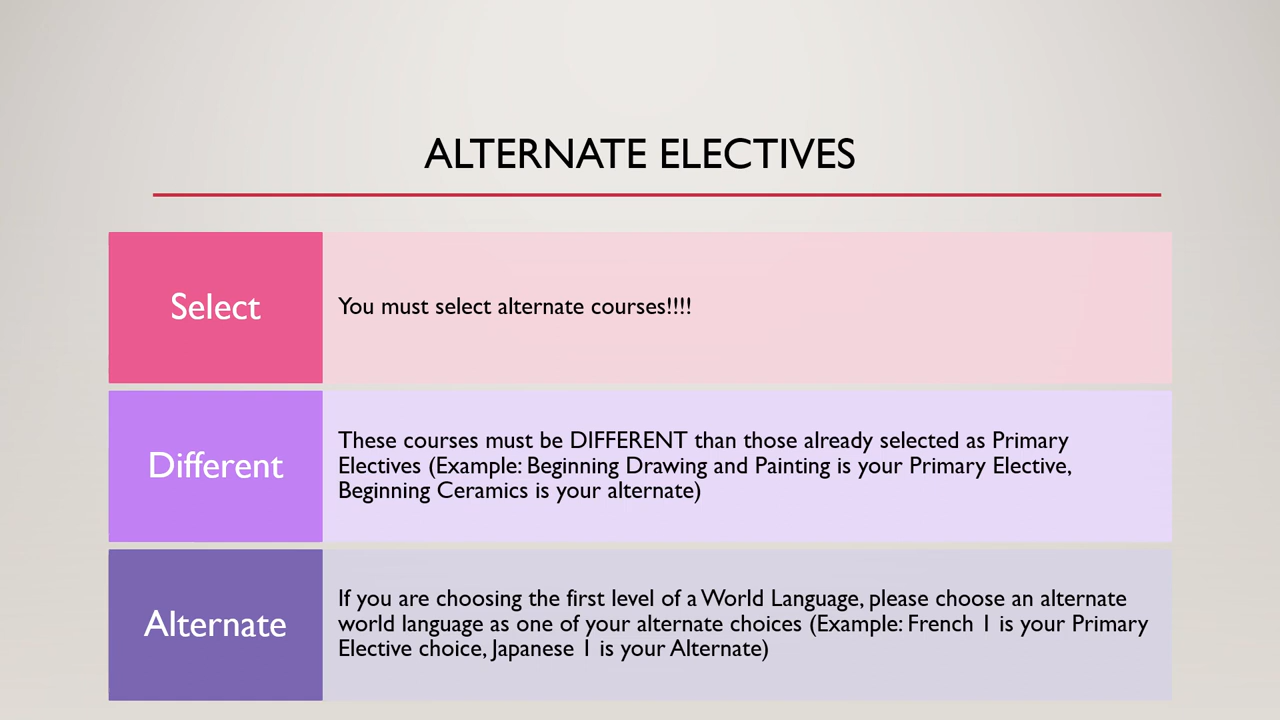 ALTERNATE ELECTIVES
Select
You must select alternate courses!!!!
Different
These courses must be DIFFERENT than those already selected as Primary
Electives (Example: Beginning Drawing and Painting is your Primary Elective,
Beginning Ceramics is your alternate)
Alternate
If you are choosing the first level of a World Language, please choose an alternate
world language as one of your alternate choices (Example: French 1 is your Primary
Elective choice, Japanese 1 is your Alternate)